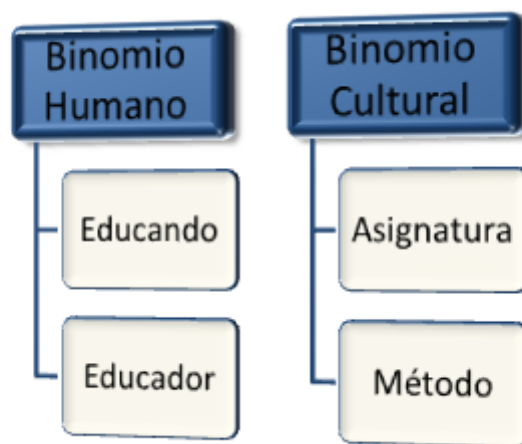 Binomio
Humano
Educando
Educador
Binomio
Cultural
Asignatura
Método